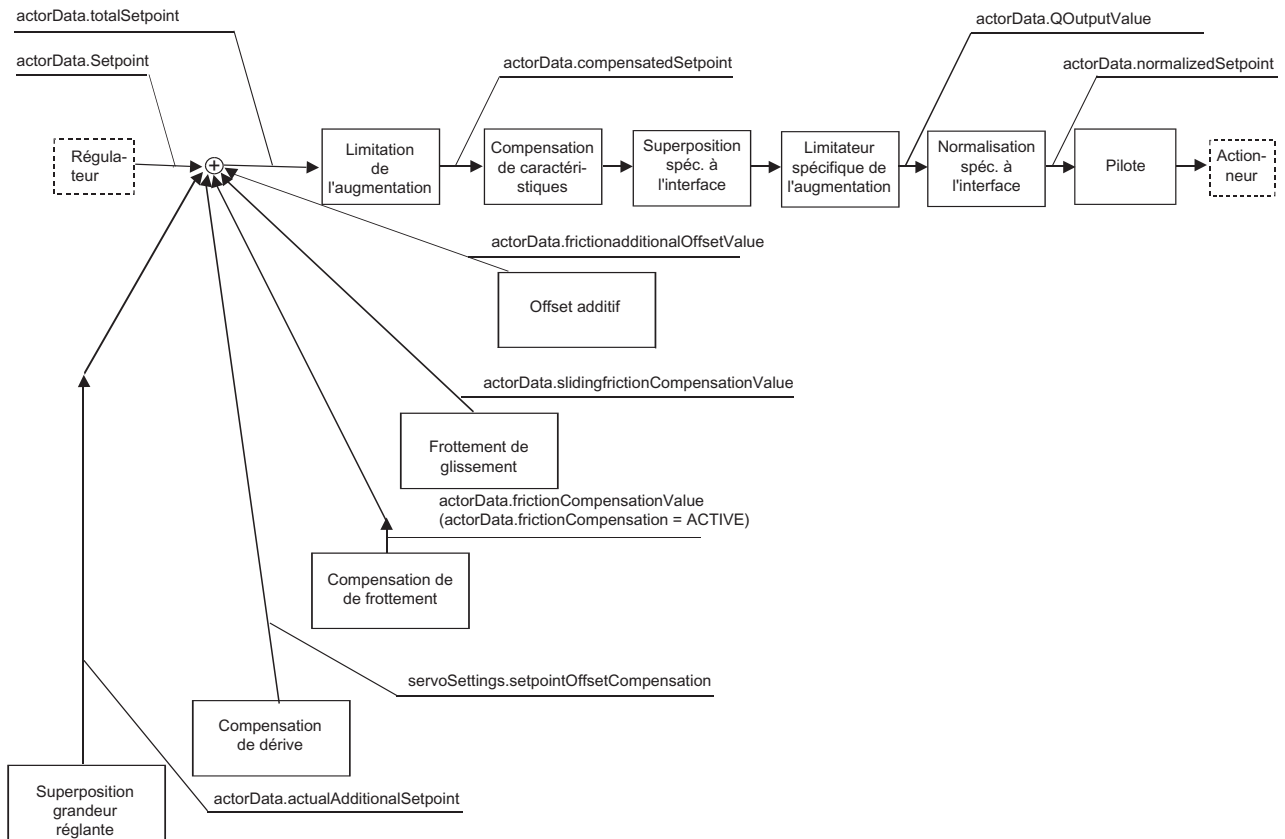 actorData.totalSetpoint
actorData.QOutputValue
actorData.Setpoint
actorData.compensatedSetpoint
actorData.normalizedSetpoint
Régula-
teur
+
Limitation
de
l'augmentation
Compensation
de caractéri-
stiques
Superposition
spéc. à
l'interface
Limitateur
spécifique de
l'augmentation
Normalisation
spéc. à
l'interface
Pilote
Action-
neur
actorData.frictionadditionalOffsetValue
Offset additif
actorData.slidingfrictionCompensationValue
Frottement de
glissement
actorData.frictionCompensationValue
(actorData.frictionCompensation = ACTIVE)
Compensation de
de frottement
servoSettings.setpointOffsetCompensation
Compensation
de dérive
Superposition
grandeur
réglante
actorData.actualAdditionalSetpoint